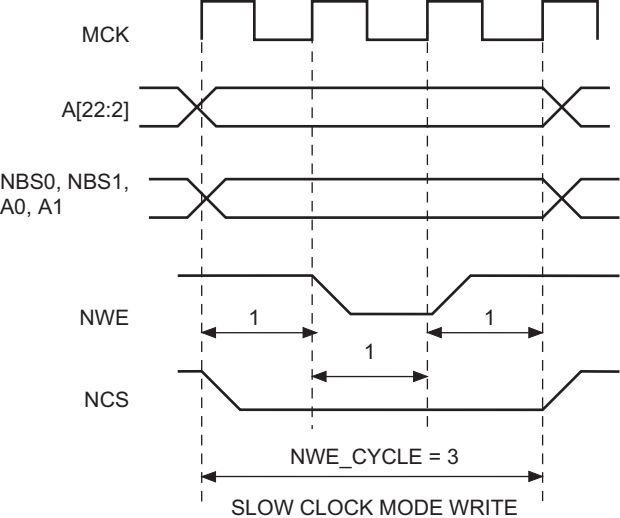 MCK
A[22:2]
NBS0, NBS1,
A0, A1
NWE
1
1
1
NCS
NWE_CYCLE = 3
SLOW CLOCK MODE WRITE